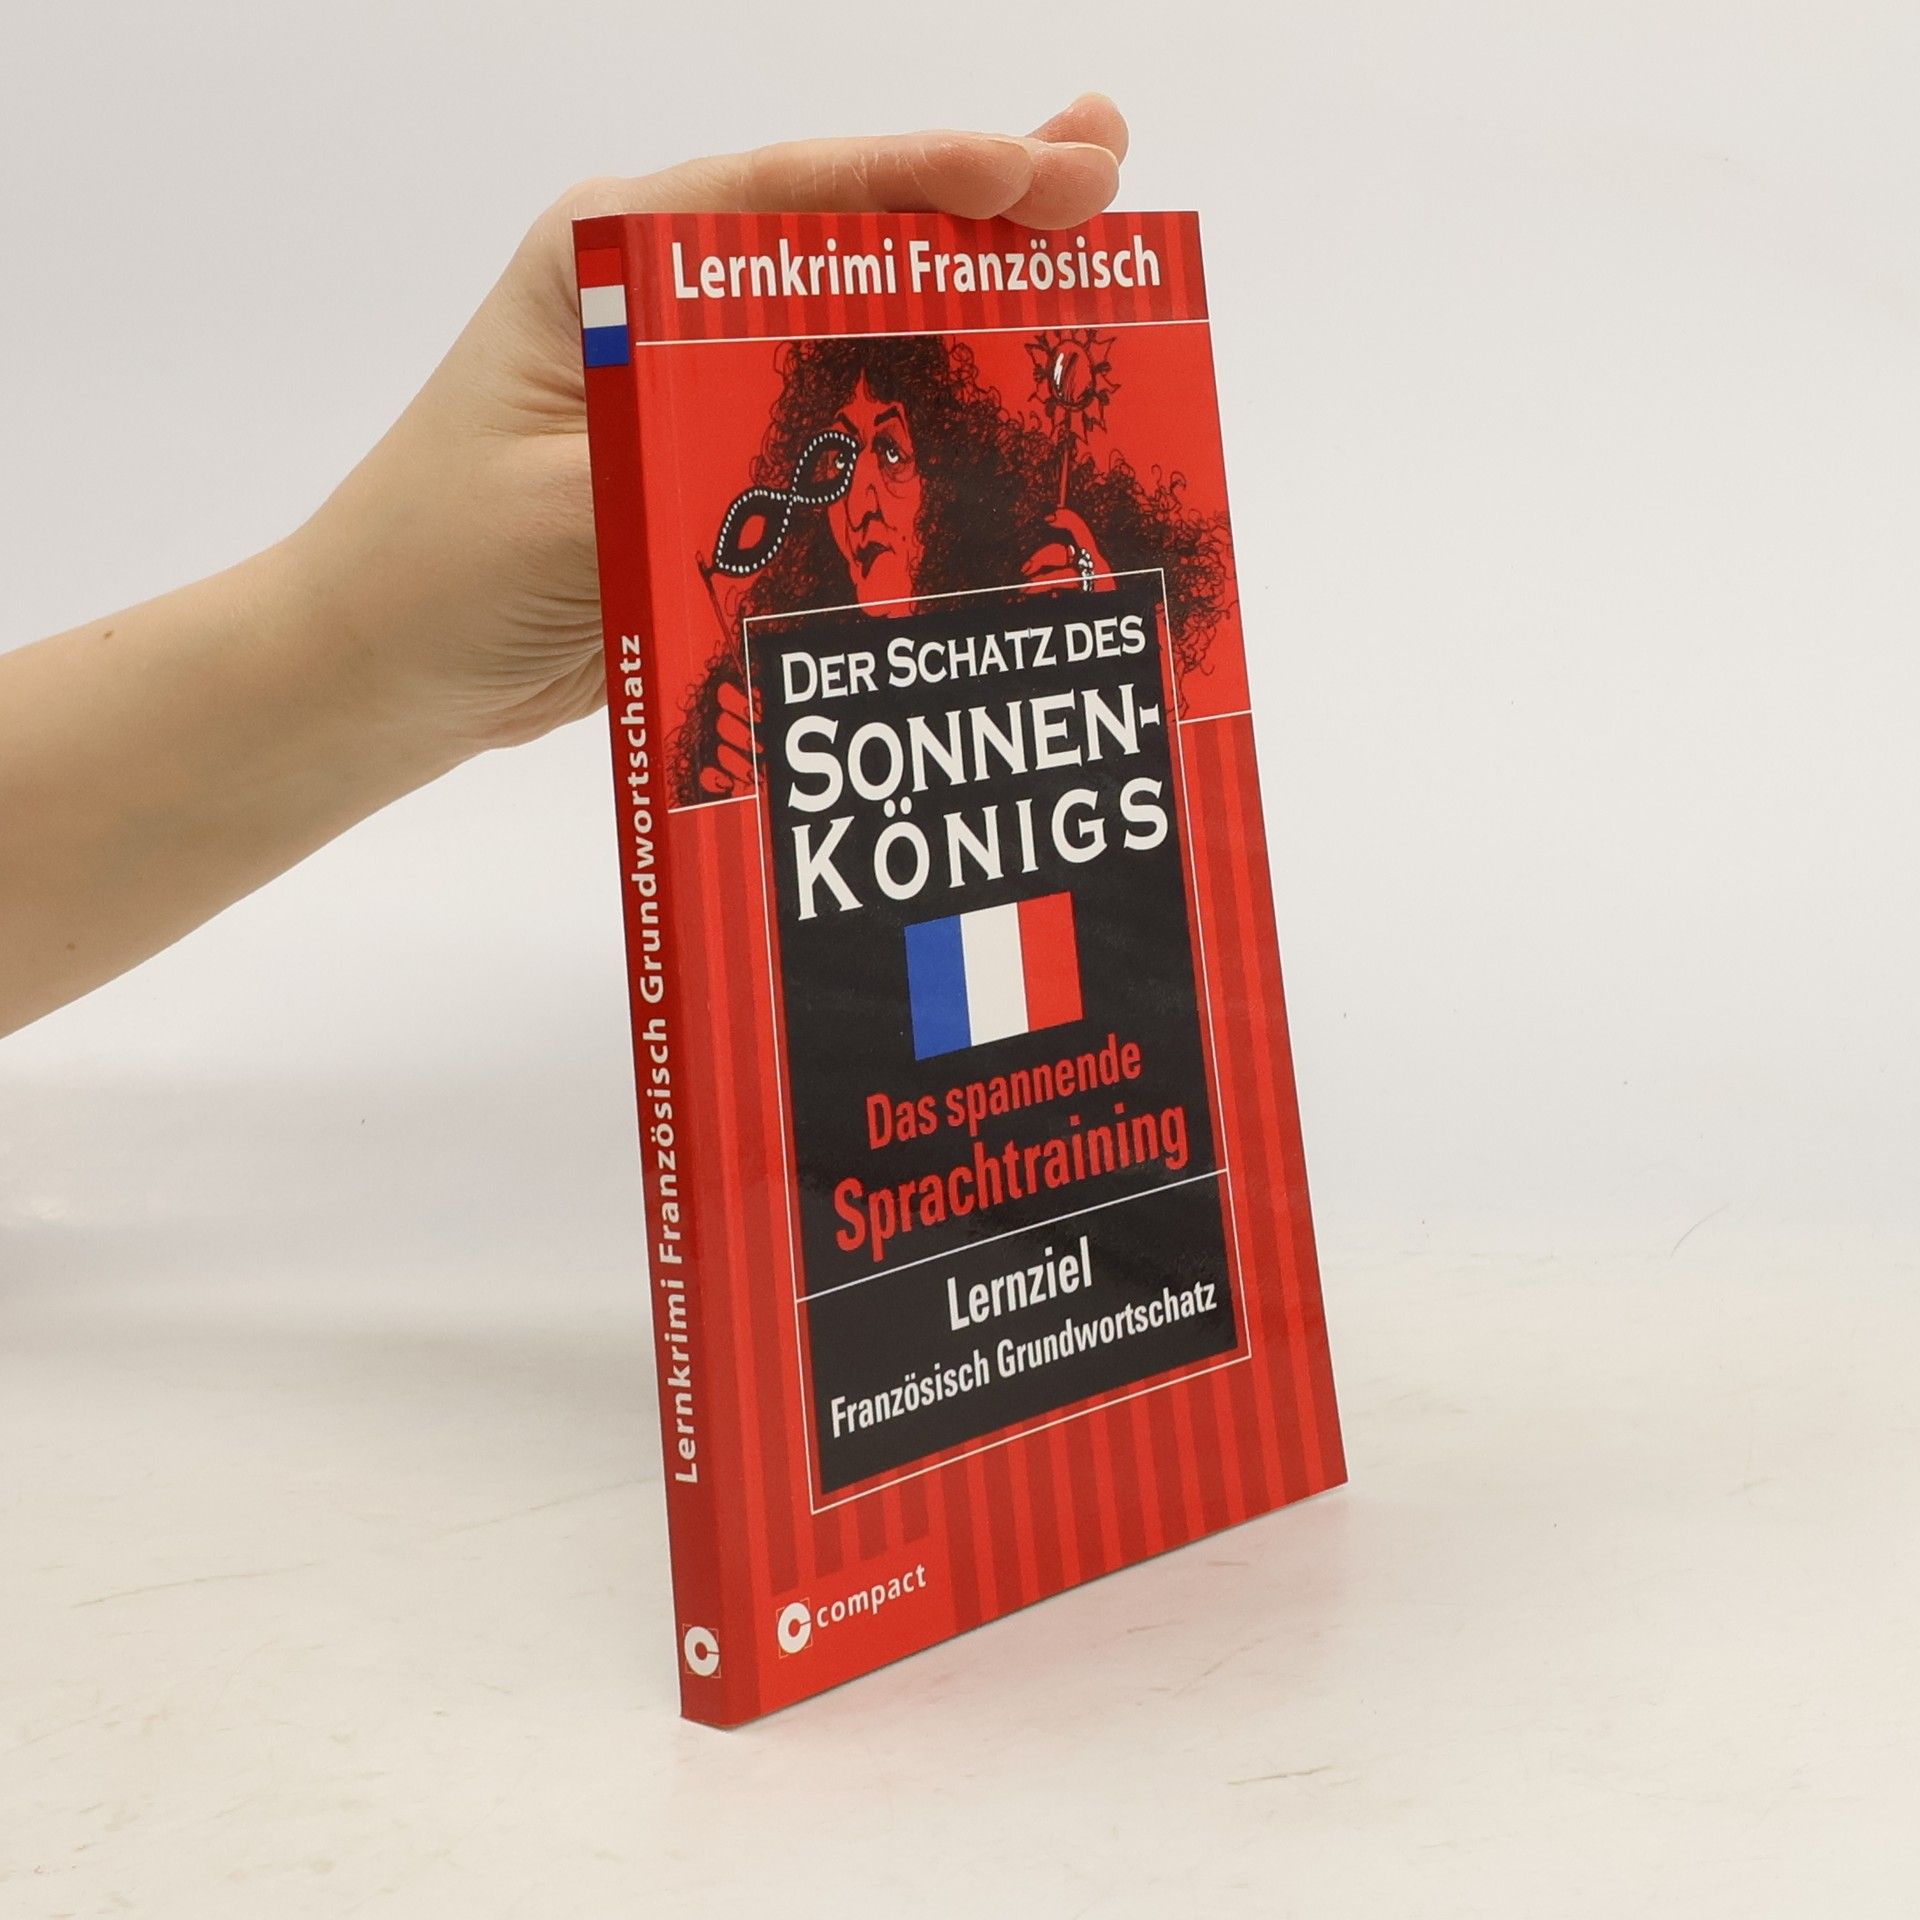 Lernkrimi Französisch
DER SCHATZ DES
SONNEN-
KÖNIGS
Das spannende
Sprachtraining
Lernziel
Französisch Grundwortschatz
compact
Lernkrimi Französisch Grundwortschatz